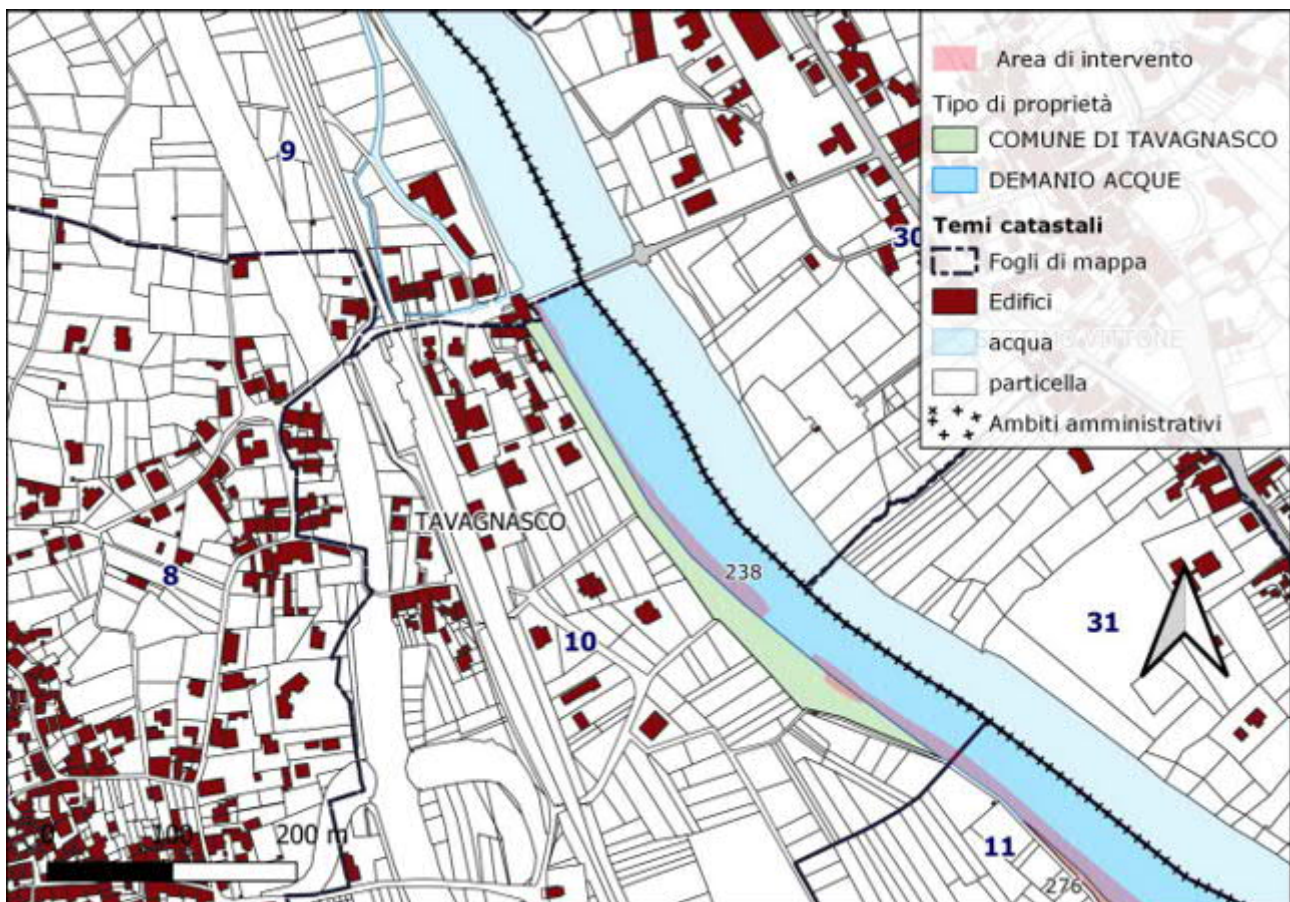 Area di intervento
Tipo di proprietà
COMUNE DI TAVAGNASCO
DEMANIO ACQUE
Temi catastali
Fogli di mappa
Edifici
acqua
particella
Ambiti amministrativi
9
30
TAVAGNASCO
8
238
10
31
11
276
0 100 200 m